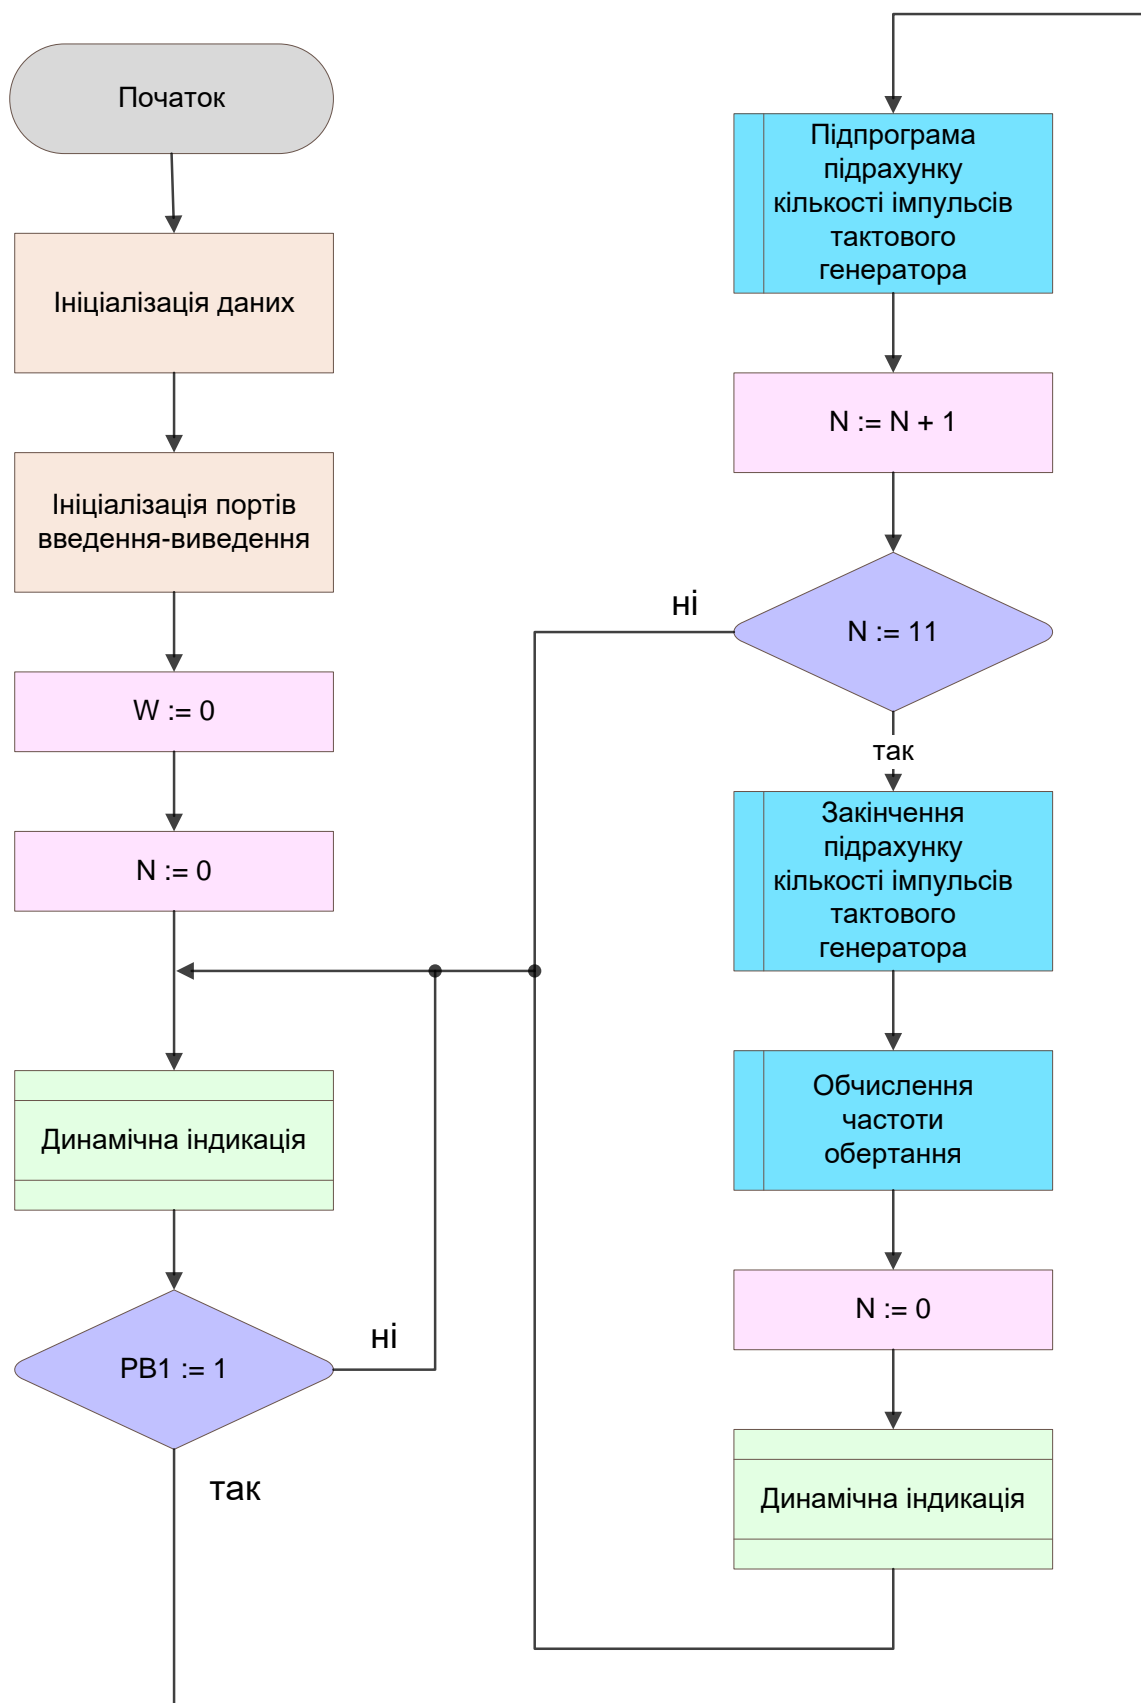 Початок
Ініціалізація даних
Ініціалізація портів
введення-виведення
W := 0
N := 0
Динамічна індикація
PB1 := 1
ні
так
Підпрограма
підрахунку
кількості імпульсів
тактового
генератора
N := N + 1
N := 11
ні
так
Закінчення
підрахунку
кількості імпульсів
тактового
генератора
Обчислення
частоти
обертання
N := 0
Динамічна індикація